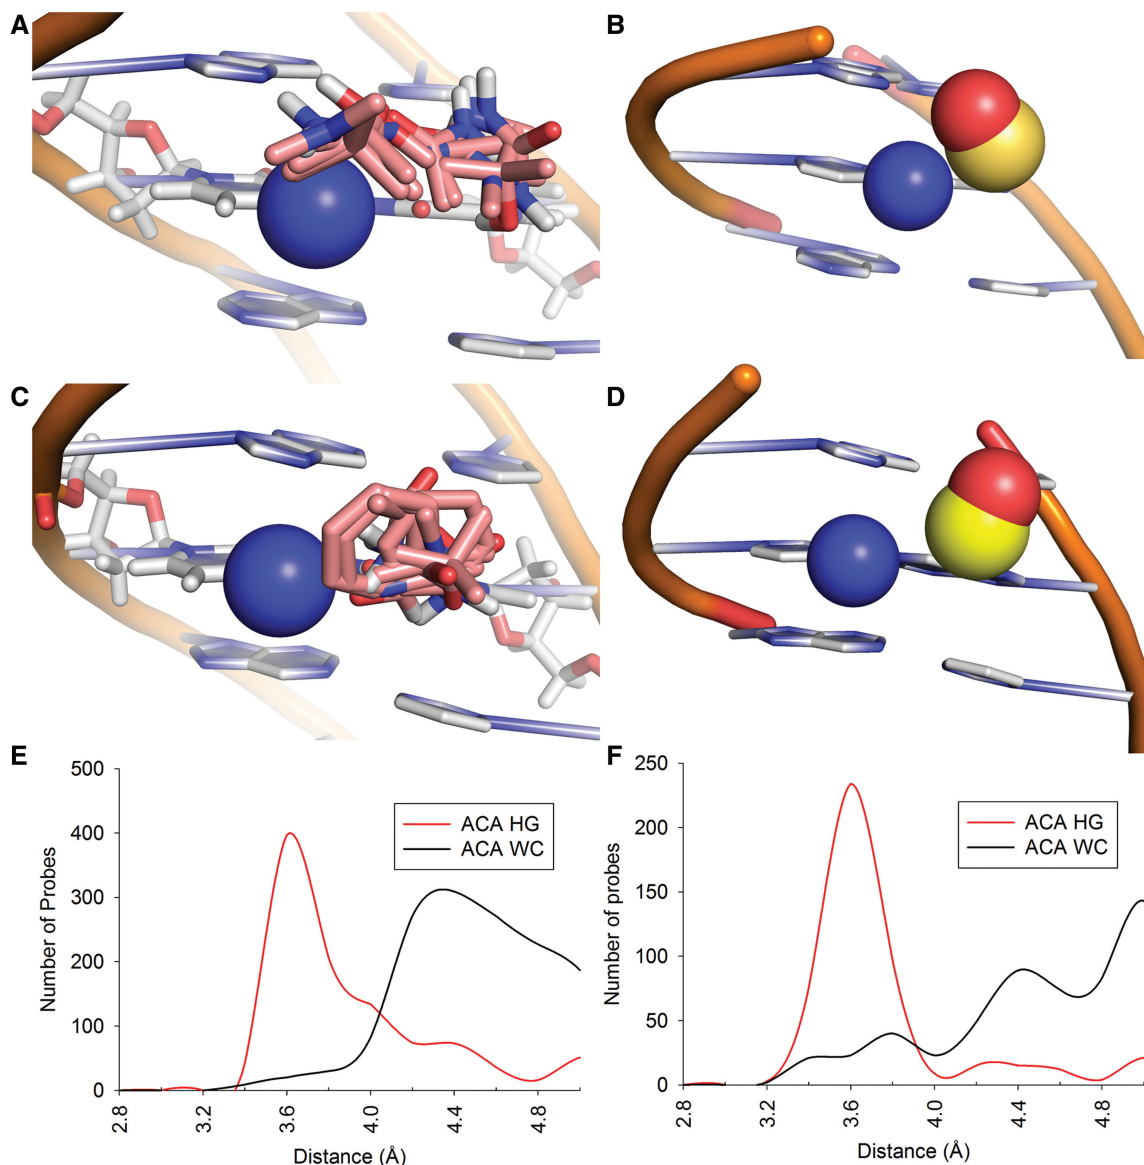 A
B
C
D
E
500
400
300
200
100
0
Number of Probes
ACA HG
ACA WC
2.8
3.2
3.6
4.0
4.4
4.8
Distance (Å)
F
250
200
150
100
50
0
Number of probes
ACA HG
ACA WC
2.8
3.2
3.6
4.0
4.4
4.8
Distance (Å)